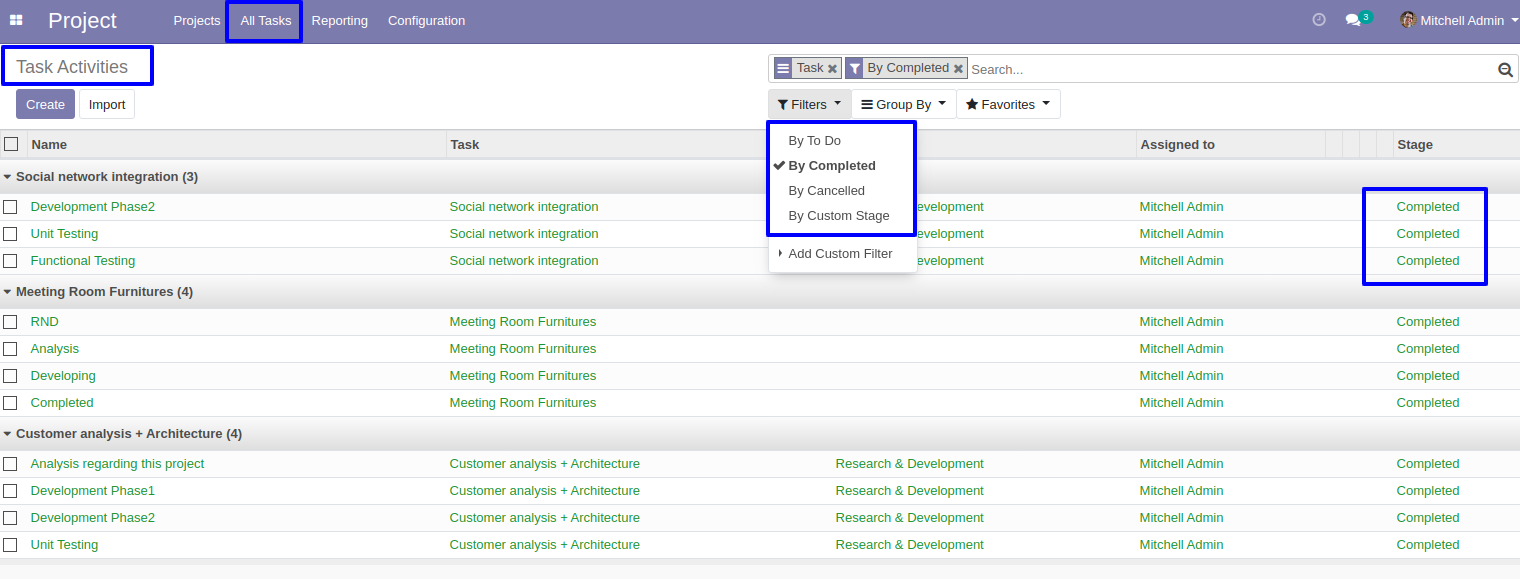 Project Projects All Tasks Reporting Configuration 3 Mitchell Admin
Task Activities
Task By Completed Search...
Create Import Filters Group By Favorites
By To Do
By Completed
By Cancelled
By Custom Stage
Add Custom Filter
Name Task Assigned to Stage
Social network integration (3)
Development Phase2 Social network integration evelopment Mitchell Admin Completed
Unit Testing Social network integration evelopment Mitchell Admin Completed
Functional Testing Social network integration evelopment Mitchell Admin Completed
Meeting Room Furnitures (4)
RND Meeting Room Furnitures Mitchell Admin Completed
Analysis Meeting Room Furnitures Mitchell Admin Completed
Developing Meeting Room Furnitures Mitchell Admin Completed
Completed Meeting Room Furnitures Mitchell Admin Completed
Customer analysis + Architecture (4)
Analysis regarding this project Customer analysis + Architecture Research & Development Mitchell Admin Completed
Development Phase1 Customer analysis + Architecture Research & Development Mitchell Admin Completed
Development Phase2 Customer analysis + Architecture Research & Development Mitchell Admin Completed
Unit Testing Customer analysis + Architecture Research & Development Mitchell Admin Completed